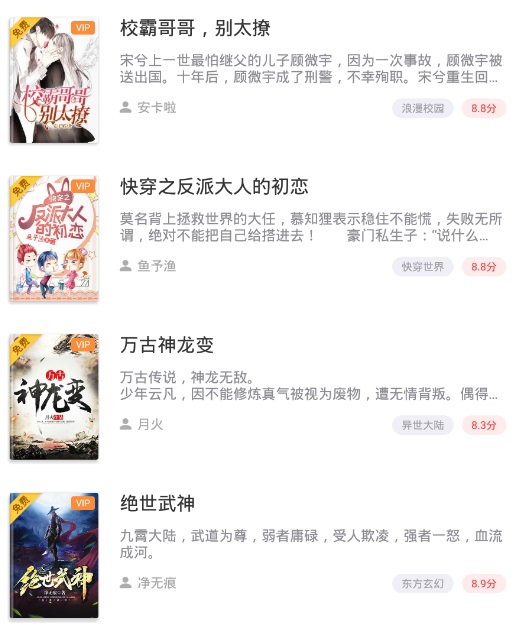 免费
VIP
校霸哥哥
别太撩
校霸哥哥，别太撩
宋兮上一世最怕继父的儿子顾微宇，因为一次事故，顾微宇被
送出国。十年后，顾微宇成了刑警，不幸殉职。宋兮重生回...
安卡啦
浪漫校园
8.8分
免费
VIP
快穿之
反派大人
的初恋
鱼予渔 著
快穿之反派大人的初恋
莫名背上拯救世界的大任，慕知狸表示稳住不能慌，失败无所
谓，绝对不能把自己给搭进去！ 豪门私生子：“说什么...
鱼予渔
快穿世界
8.8分
免费
VIP
万古
神龙变
月火
万古神龙变
万古传说，神龙无敌。
少年云凡，因不能修炼真气被视为废物，遭无情背叛。偶得...
月火
异世大陆
8.3分
免费
VIP
绝世武神
净无痕 著
绝世武神
九霄大陆，武道为尊，弱者庸碌，受人欺凌，强者一怒，血流
成河。
净无痕
东方玄幻
8.9分